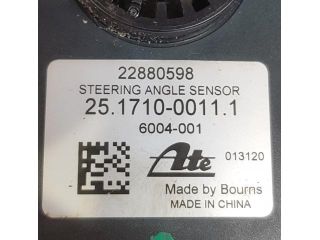 22880598
STEERING ANGLE SENSOR
25.1710-0011.1
6004-001
Ate 013120
Made by Bourns
MADE IN CHINA